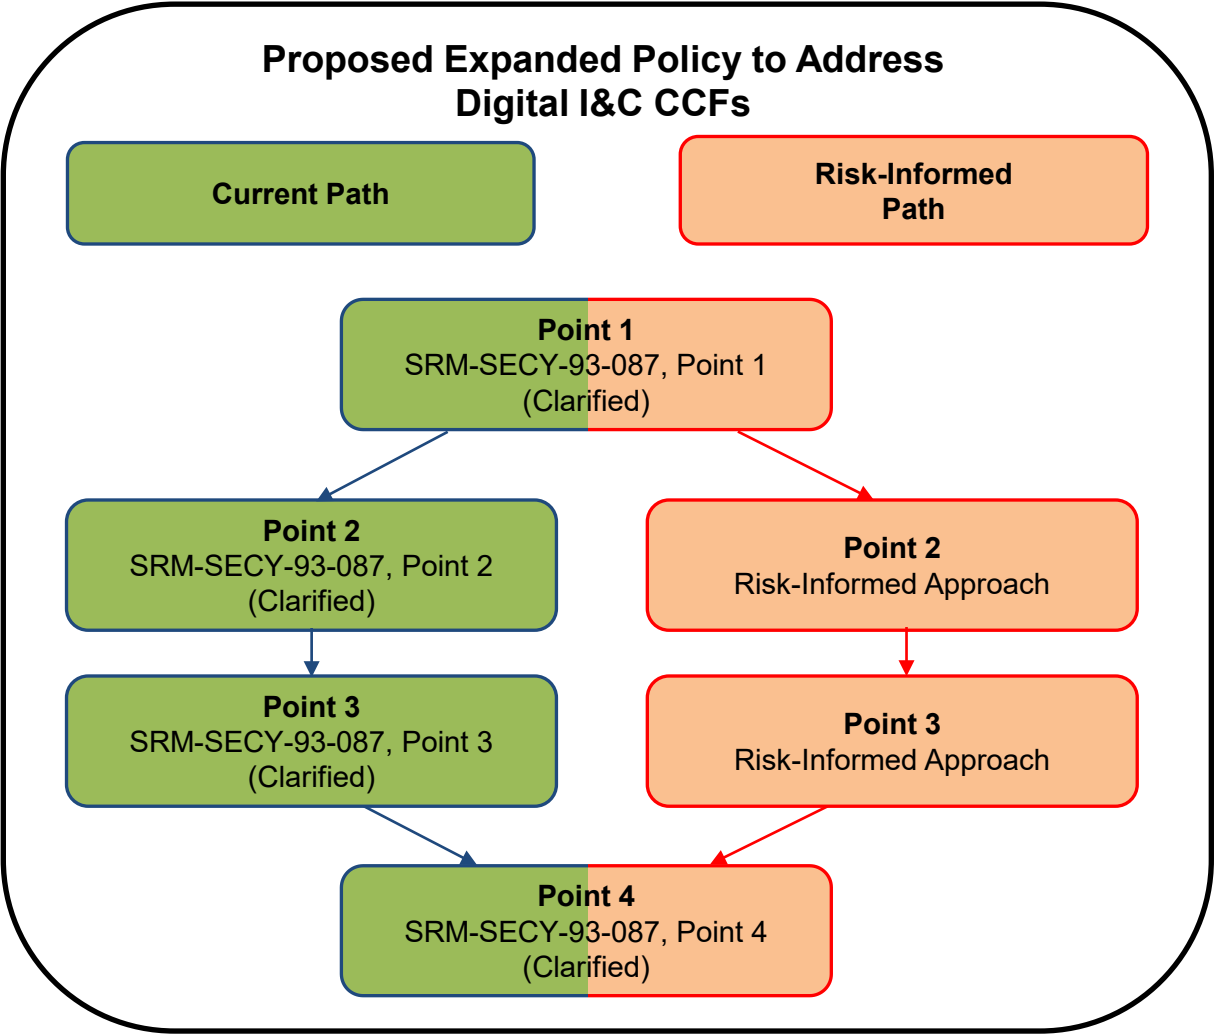 Proposed Expanded Policy to Address
Digital I&C CCFs
Current Path
Risk-Informed
Path
Point 1
SRM-SECY-93-087, Point 1
(Clarified)
Point 2
SRM-SECY-93-087, Point 2
(Clarified)
Point 2
Risk-Informed Approach
Point 3
SRM-SECY-93-087, Point 3
(Clarified)
Point 3
Risk-Informed Approach
Point 4
SRM-SECY-93-087, Point 4
(Clarified)